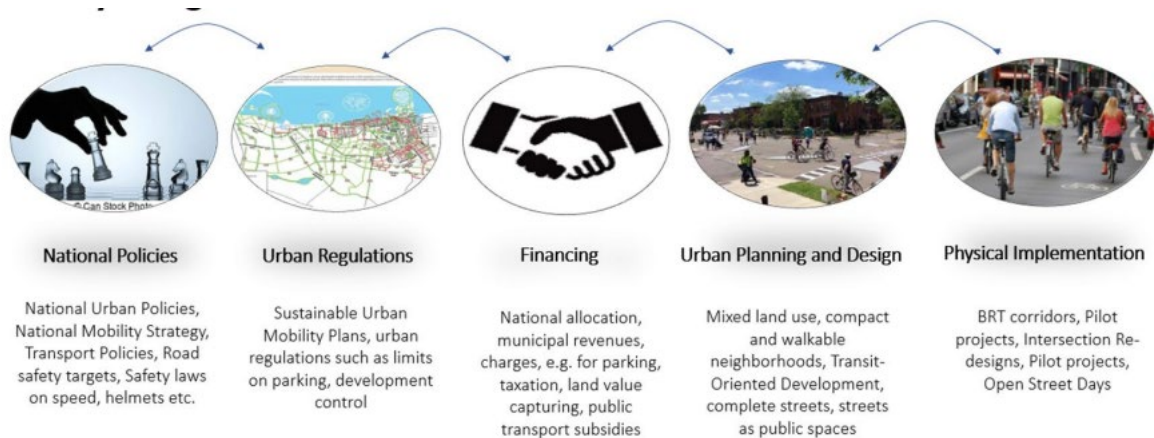 © Can Stock Photo
National Policies
National Urban Policies,
National Mobility Strategy,
Transport Policies, Road
safety targets, Safety laws
on speed, helmets etc.
Urban Regulations
Sustainable Urban
Mobility Plans, urban
regulations such as limits
on parking, development
control
Financing
National allocation,
municipal revenues,
charges, e.g. for parking,
taxation, land value
capturing, public
transport subsidies
Urban Planning and Design
Mixed land use, compact
and walkable
neighborhoods, Transit-
Oriented Development,
complete streets, streets
as public spaces
Physical Implementation
BRT corridors, Pilot
projects, Intersection Re-
designs, Pilot projects,
Open Street Days